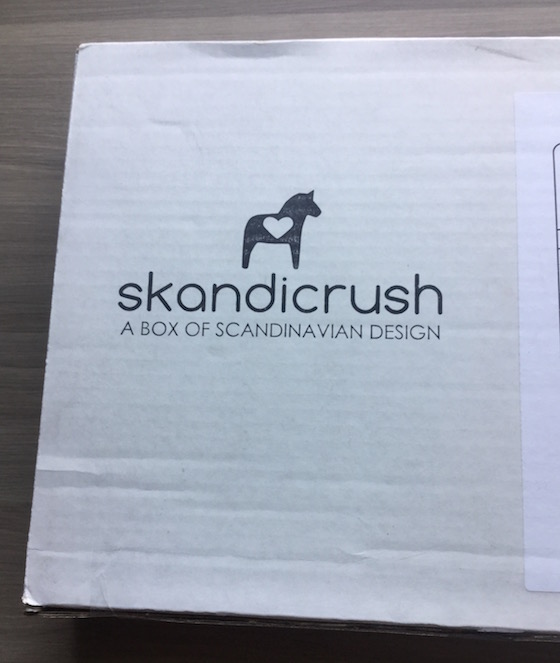 skandicrush
A BOX OF SCANDINAVIAN DESIGN